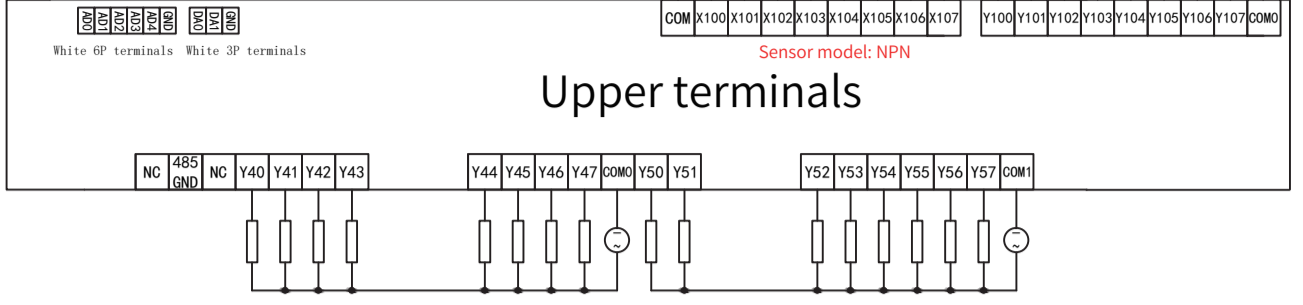 AD0 AD1 AD2 AD3 AD4 GND DA0 DA1 GND COM X100 X101 X102 X103 X104 X105 X106 X107 Y100 Y101 Y102 Y103 Y104 Y105 Y106 Y107 COM0
White 6P terminals White 3P terminals Sensor model: NPN
Upper terminals
NC 485 GND NC Y40 Y41 Y42 Y43 Y44 Y45 Y46 Y47 COM0 Y50 Y51 Y52 Y53 Y54 Y55 Y56 Y57 COM1